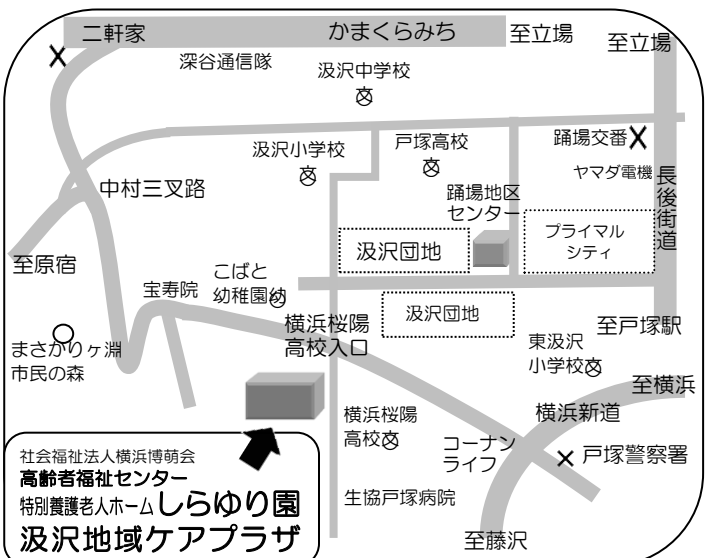 二軒家
かまくらみち
至立場
至立場
深谷通信隊
汲沢中学校
汲沢小学校
戸塚高校
踊場交番
ヤマダ電機
長後街道
中村三叉路
踊場地区
センター
プライマル
シティ
汲沢団地
至原宿
こばと
幼稚園幼
宝寿院
汲沢団地
横浜桜陽
高校入口
至戸塚駅
まさかりヶ淵
市民の森
東汲沢
小学校
至横浜
横浜新道
横浜桜陽
高校
コーナン
ライフ
戸塚警察署
生協戸塚病院
至藤沢
社会福祉法人横浜博萌会
高齢者福祉センター
特別養護老人ホームしらゆり園
汲沢地域ケアプラザ